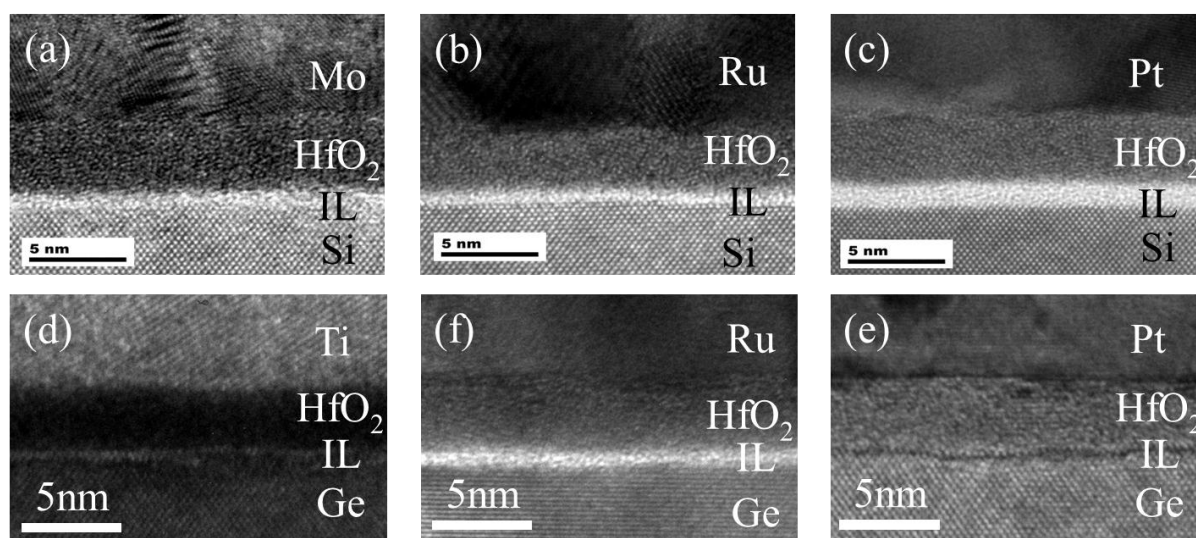 (a)
Mo
HfO₂
IL
Si
5 nm
(b)
Ru
HfO₂
IL
Si
5 nm
(c)
Pt
HfO₂
IL
Si
5 nm
(d)
Ti
HfO₂
IL
Ge
5nm
(f)
Ru
HfO₂
IL
Ge
5nm
(e)
Pt
HfO₂
IL
Ge
5nm